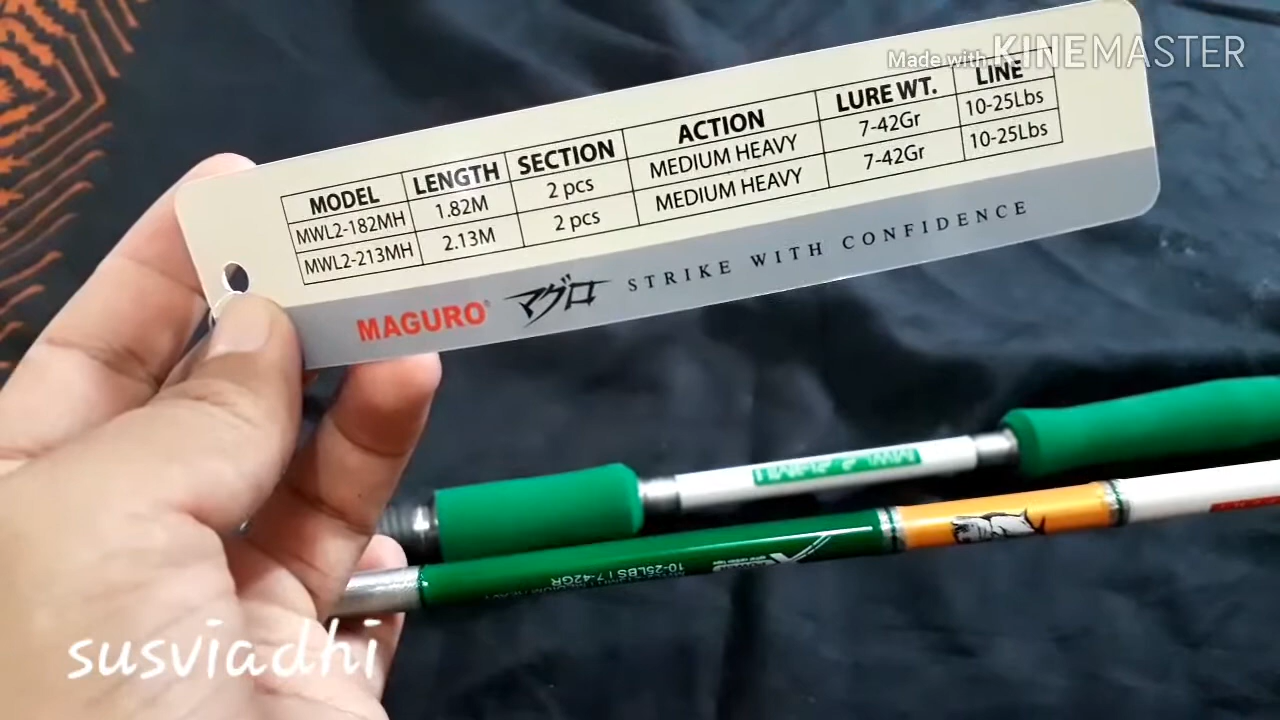 Made with KINEMASTER
MODEL LENGTH SECTION ACTION LURE WT. LINE
MWL2-182MH 1.82M 2 pcs MEDIUM HEAVY 7-42Gr 10-25Lbs
MWL2-213MH 2.13M 2 pcs MEDIUM HEAVY 7-42Gr 10-25Lbs
MAGURO® マグロ STRIKE WITH CONFIDENCE
10-25LBS | 7-42GR
susviadhi